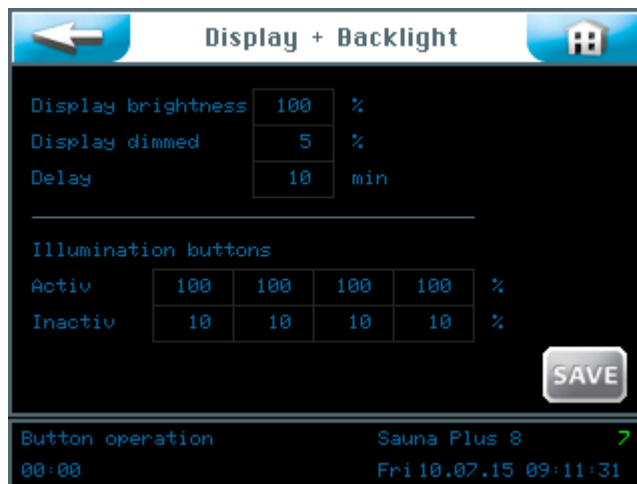 Display + Backlight
Display brightness 100 %
Display dimmed 5 %
Delay 10 min
Illumination buttons
Activ 100 100 100 100 %
Inactiv 10 10 10 10 %
SAVE
Button operation Sauna Plus 8 7
00:00 Fri 10.07.15 09:11:31